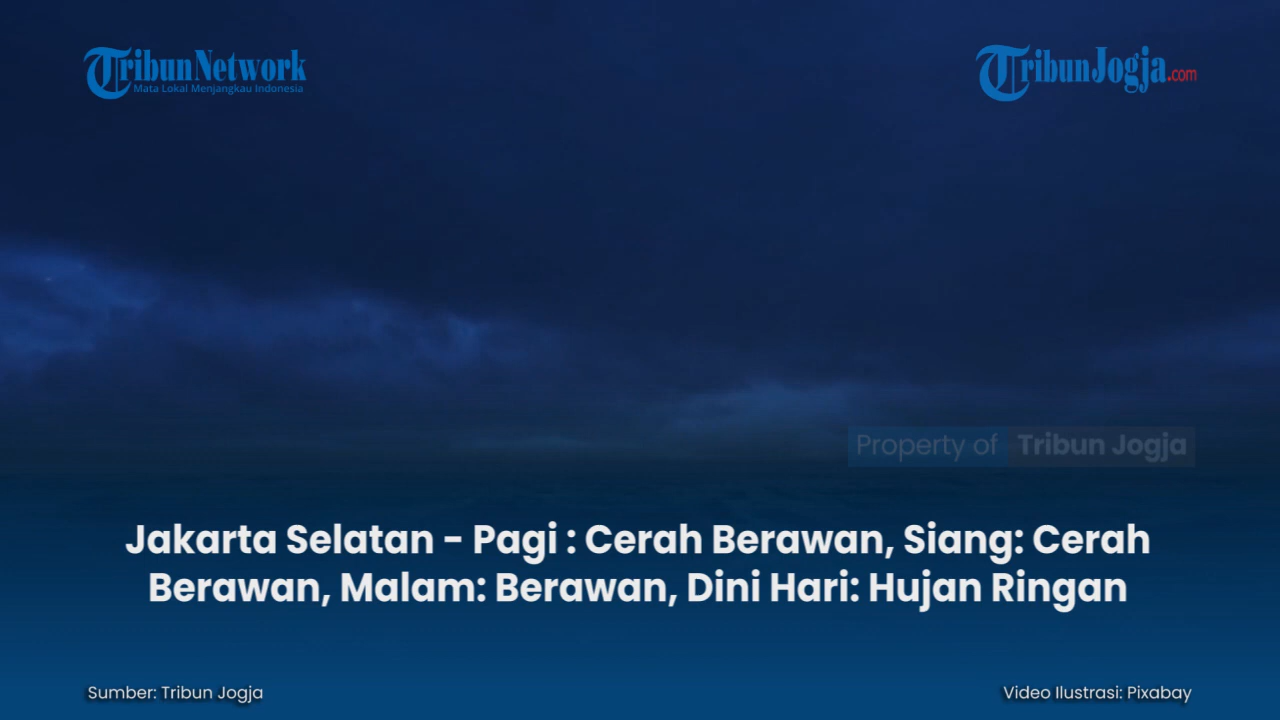 TribunNetwork
Mata Lokal Menjangkau Indonesia
TribunJogja.com
Property of Tribun Jogja
Jakarta Selatan - Pagi : Cerah Berawan, Siang: Cerah
Berawan, Malam: Berawan, Dini Hari: Hujan Ringan
Sumber: Tribun Jogja
Video Ilustrasi: Pixabay